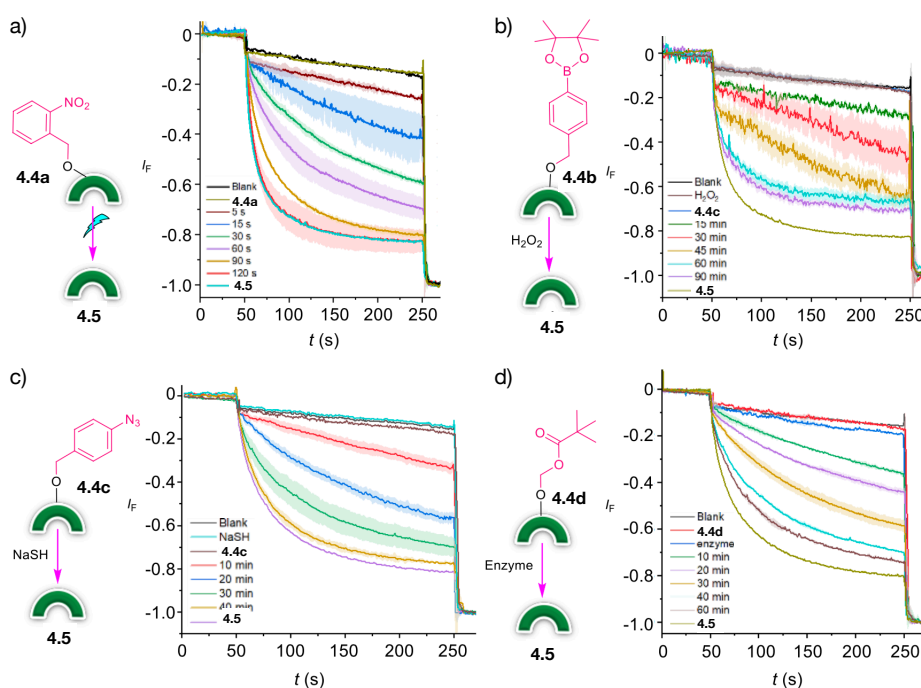 a)
NO₂
O
4.4a
4.5
I_F
0
-0.2
-0.4
-0.6
-0.8
-1.0
Blank
4.4a
5 s
15 s
30 s
60 s
90 s
120 s
4.5
0 50 100 150 200 250
t (s)
b)
O O
B
O
4.4b
H₂O₂
4.5
I_F
0
-0.2
-0.4
-0.6
-0.8
-1.0
Blank
H₂O₂
4.4c
15 min
30 min
45 min
60 min
90 min
4.5
0 50 100 150 200 250
t (s)
c)
N₃
O
4.4c
NaSH
4.5
I_F
0
-0.2
-0.4
-0.6
-0.8
-1.0
Blank
NaSH
4.4c
10 min
20 min
30 min
40 min
4.5
0 50 100 150 200 250
t (s)
d)
O
O
O
4.4d
Enzyme
4.5
I_F
0
-0.2
-0.4
-0.6
-0.8
-1.0
Blank
4.4d
enzyme
10 min
20 min
30 min
40 min
60 min
4.5
0 50 100 150 200 250
t (s)